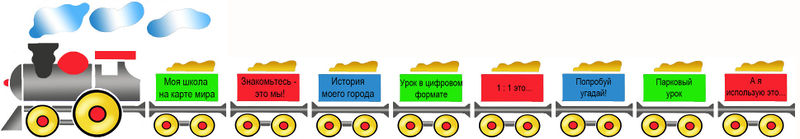 Моя школа
на карте мира
Знакомьтесь -
это мы!
История
моего города
Урок в цифровом
формате
1 : 1 это...
Попробуй
угадай!
Парковый
урок
А я
использую это...